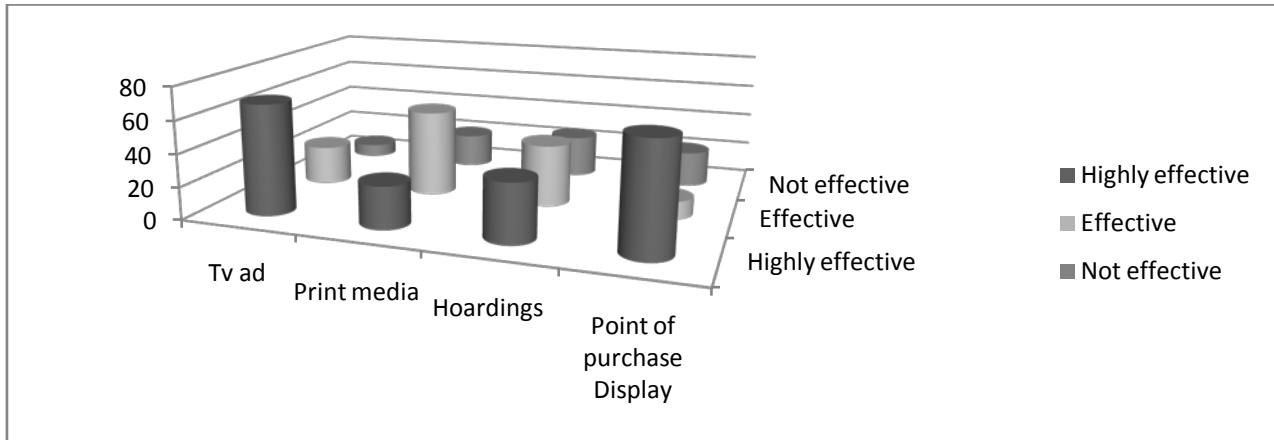 80
60
40
20
0
Tv ad
Print media
Hoardings
Point of
purchase
Display
Not effective
Effective
Highly effective
Highly effective
Effective
Not effective